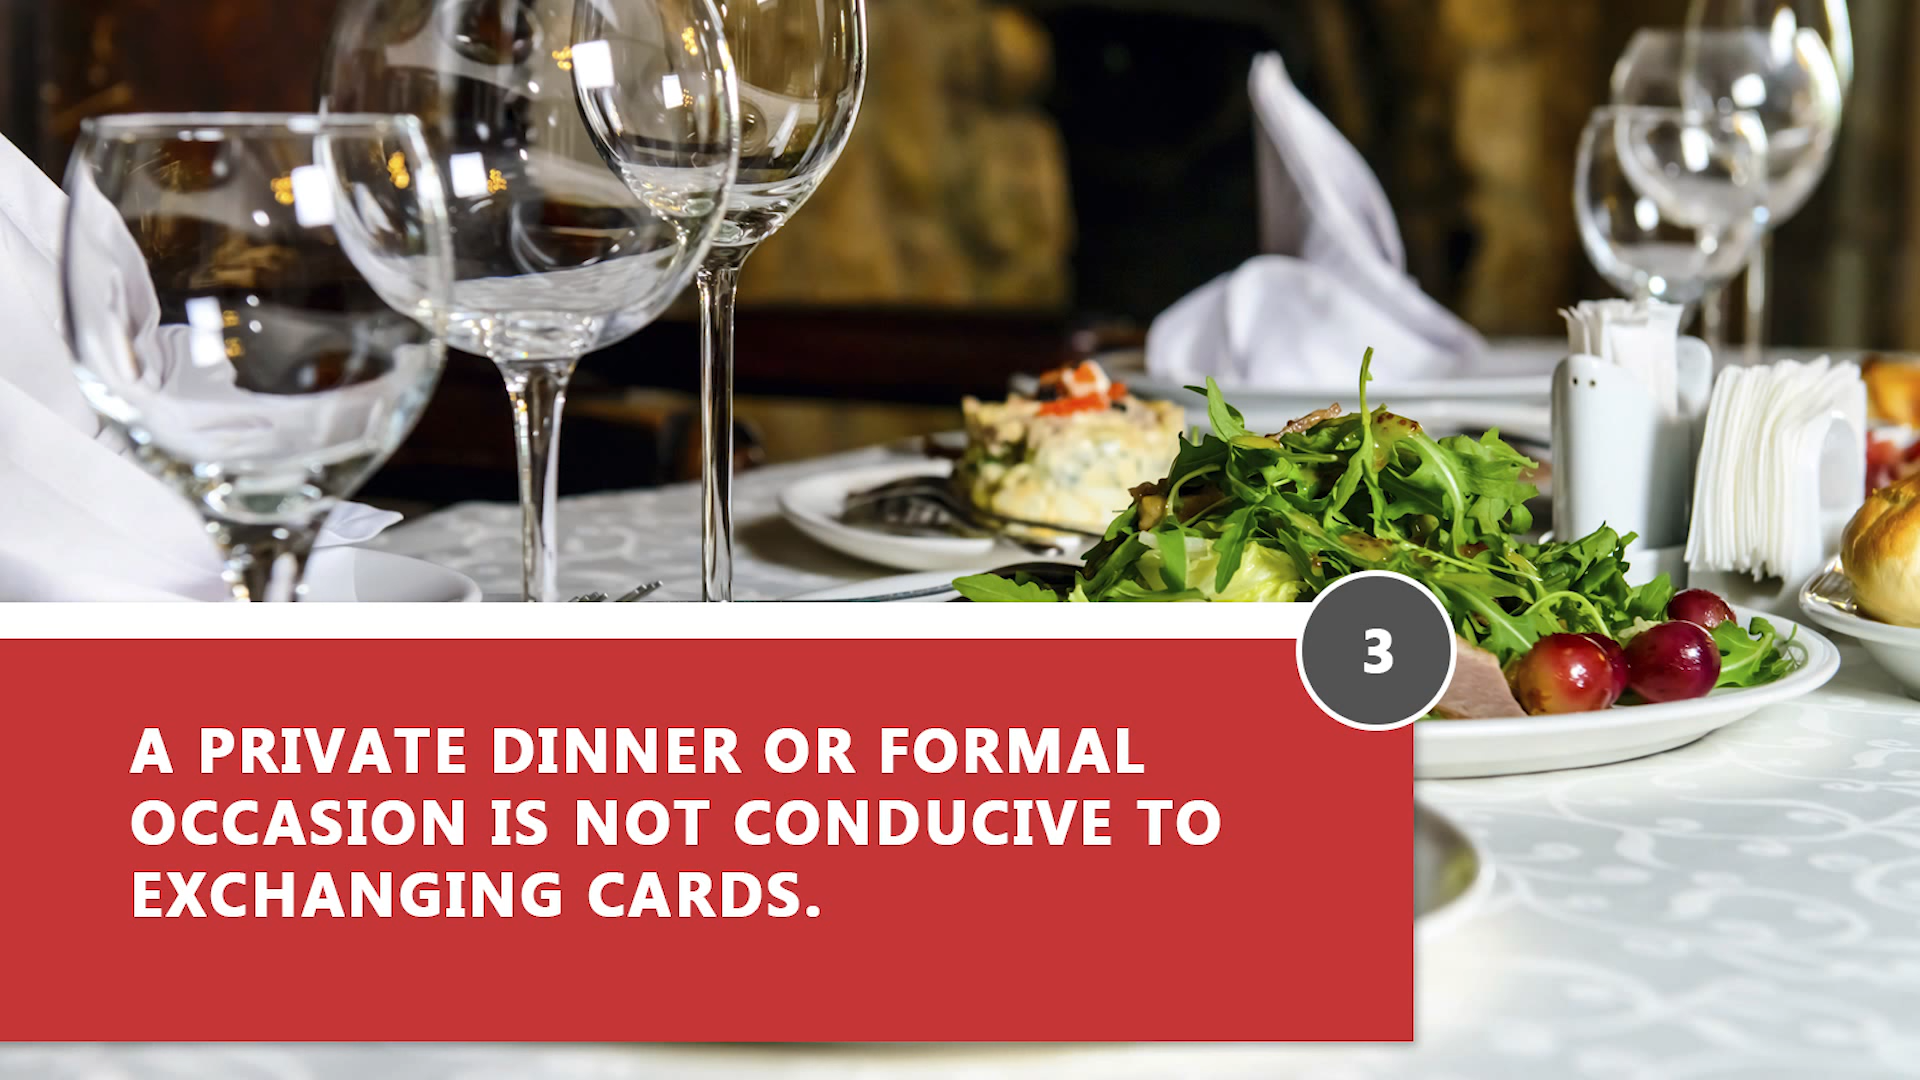 3
A PRIVATE DINNER OR FORMAL
OCCASION IS NOT CONDUCIVE TO
EXCHANGING CARDS.